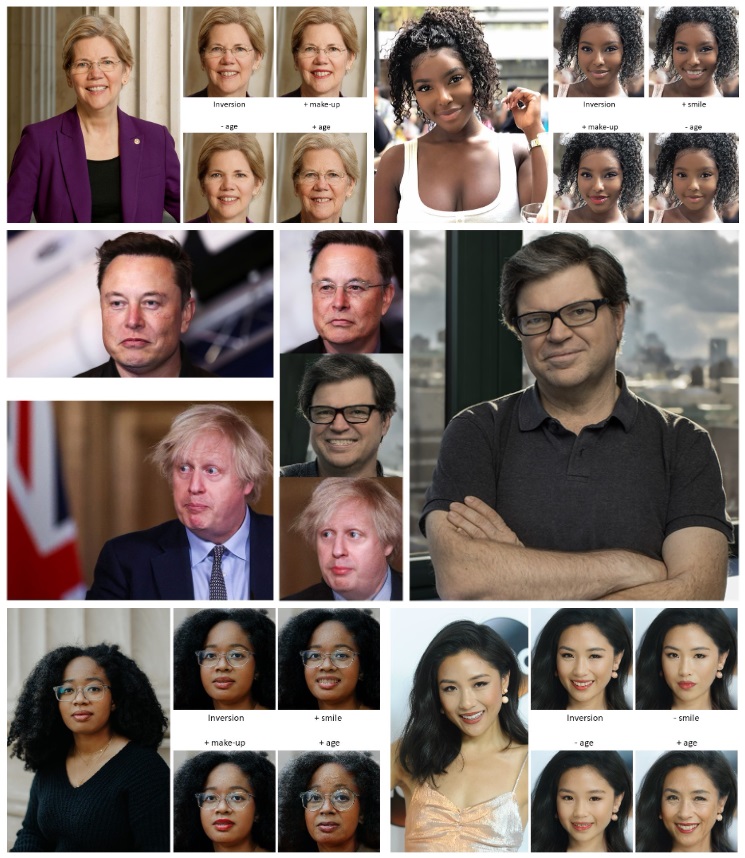 Inversion
+ make-up
- age
+ age
Inversion
+ smile
+ make-up
- age
Inversion
+ smile
+ make-up
+ age
Inversion
- smile
- age
+ age